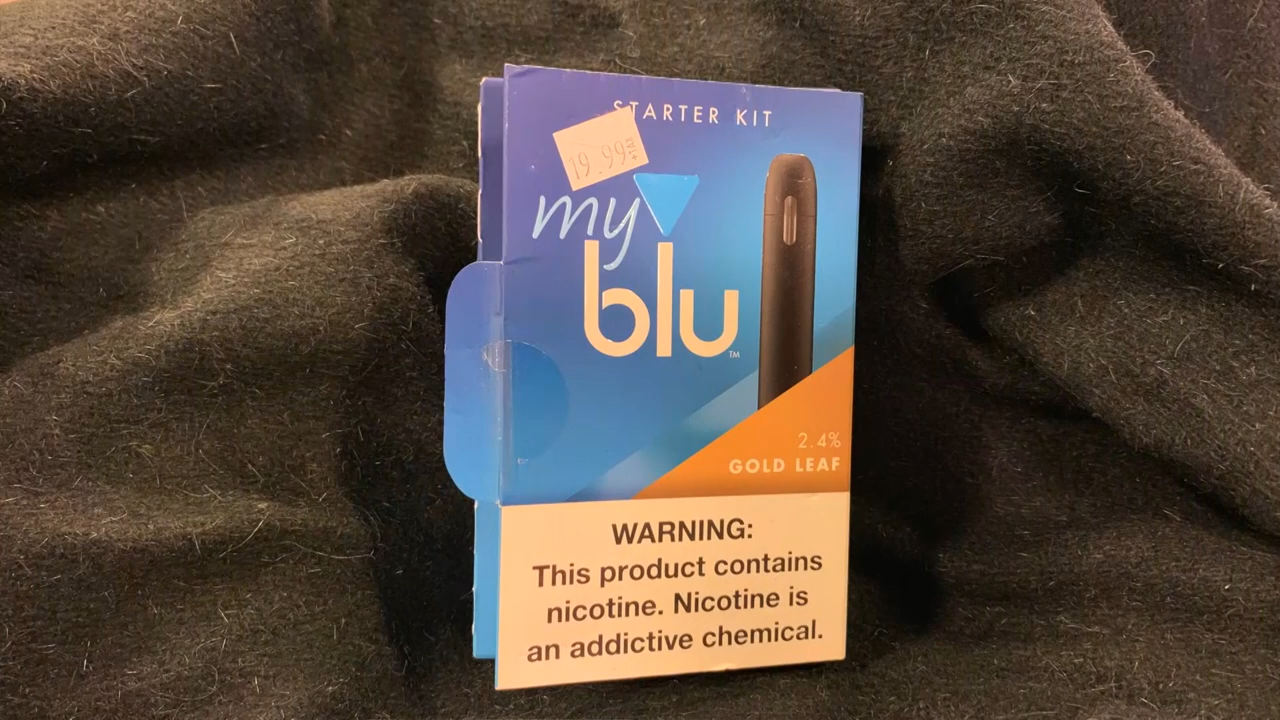 STARTER KIT
19.99
my
blu
TM
2.4%
GOLD LEAF
WARNING:
This product contains
nicotine. Nicotine is
an addictive chemical.